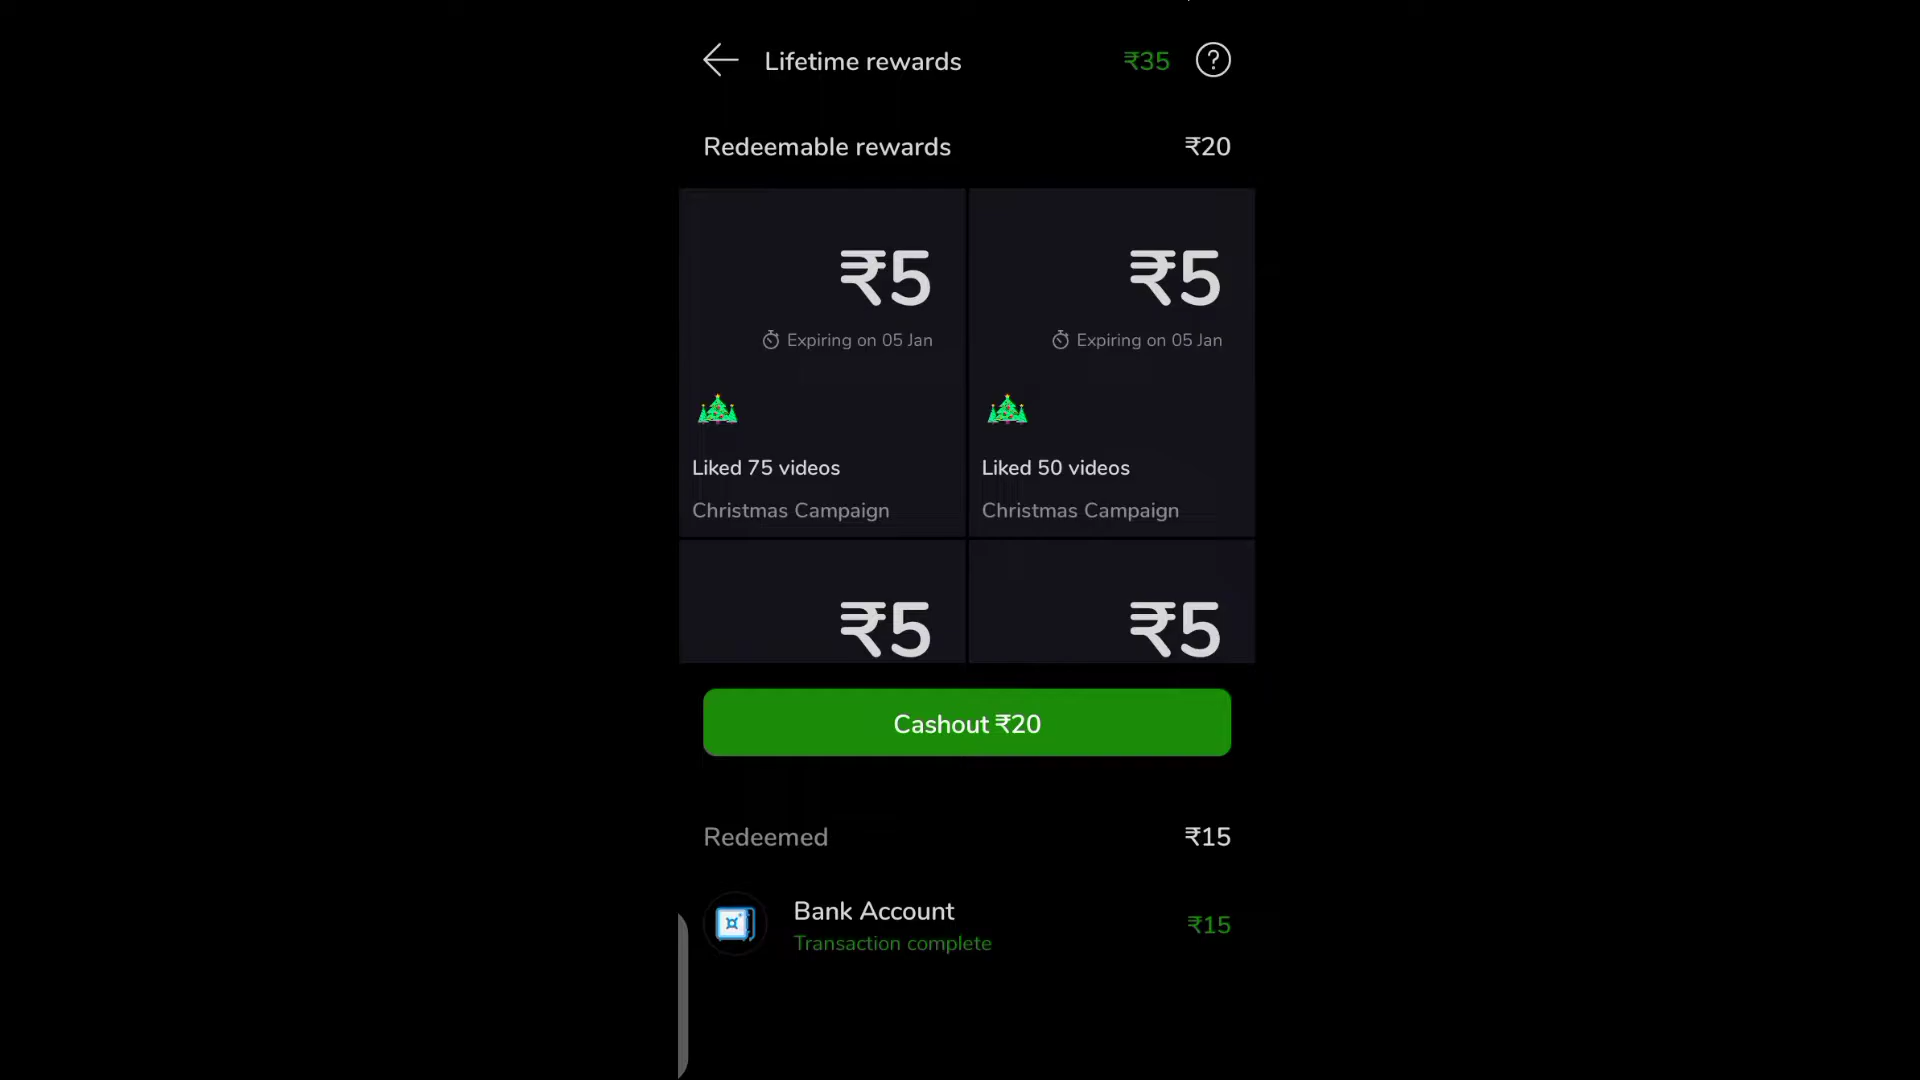 Lifetime rewards ₹35 ?
Redeemable rewards ₹20
₹5 ₹5
Expiring on 05 Jan Expiring on 05 Jan
Liked 75 videos Liked 50 videos
Christmas Campaign Christmas Campaign
₹5 ₹5
Cashout ₹20
Redeemed ₹15
Bank Account ₹15
Transaction complete